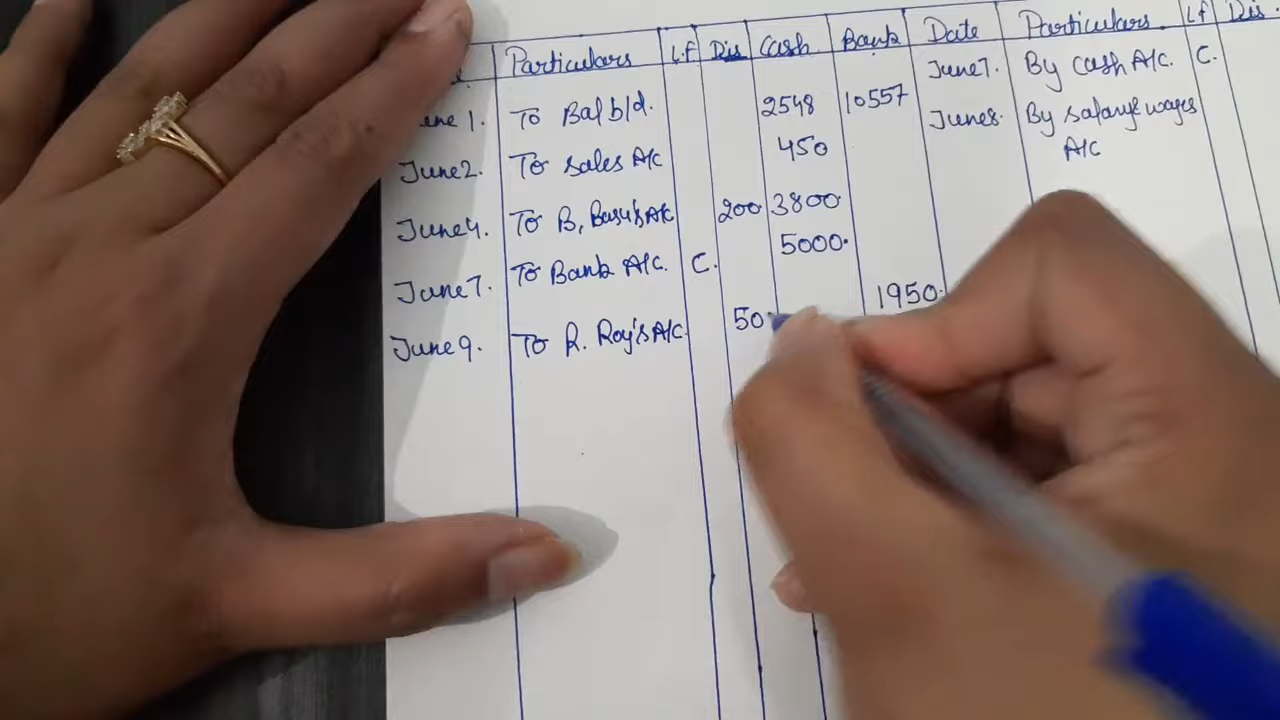 Particulars L.f Dis Cash Bank Date Particulars Lf Dis.
June 7. By cash A/c. C.
June 1. To Bal b/d. 2548 10557 June 8. By salary & wages A/c
June 2. To sales A/c 450
June 4. To B, Basu's A/c 200 3800
June 7. To Bank A/c. C. 5000.
June 9. To R. Roy's A/c. 50 1950.